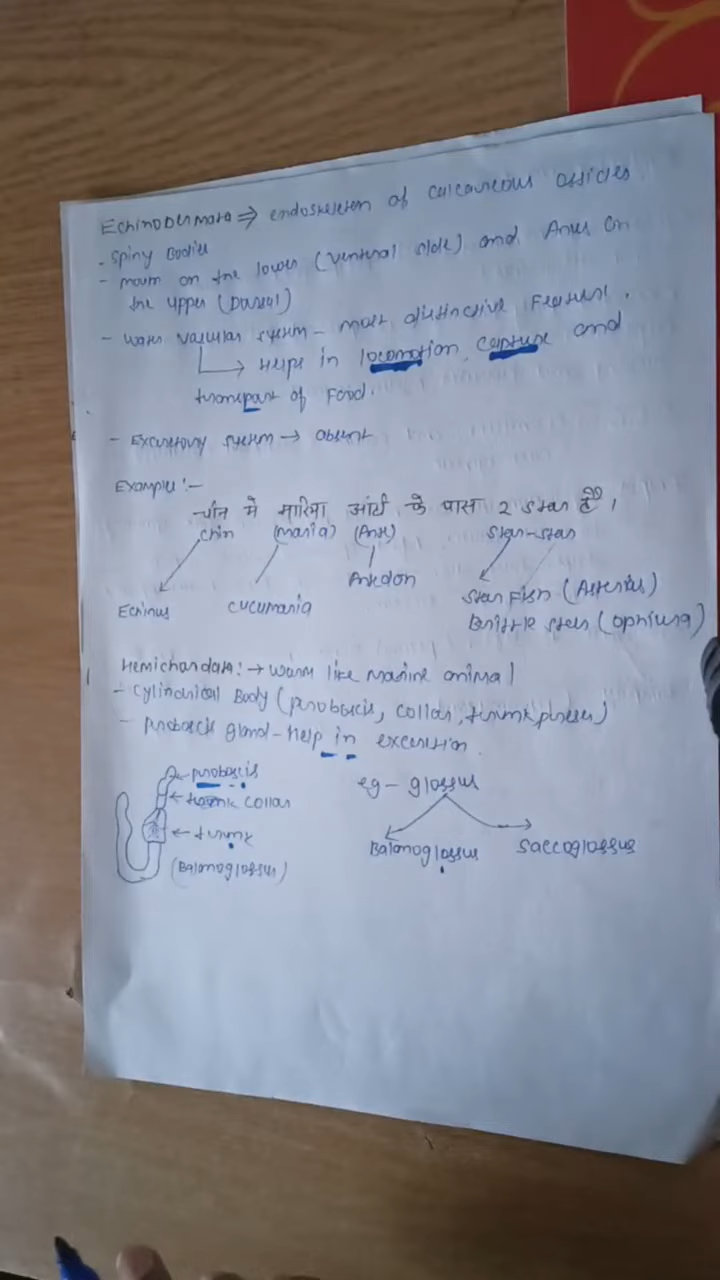 Echinodermata ⇒ endoskeleton of calcareous ossicles
- Spiny Bodies
- mouth on the lower (ventral side) and Anus on
the upper (Dorsal)
- water vascular system - most distinctive Feature.
↳ Helps in locomotion, capture and
transport of Food.
- Excretory system → absent
Example :-
चीन में मारिया आंटी के पास 2 star हैं।
chin (maria) (Ant) Star-star
Echinus cucumaria Antedon Star Fish (Asterias)
Brittle Star (Ophiura)
Hemichordata :→ worm like marine animal
- cylindrical Body (proboscis, collar, trunk)
- proboscis gland - help in excretion
← proboscis
← collar
← trunk
(Balanoglossus)
eg - glossus
Balanoglossus Saccoglossus